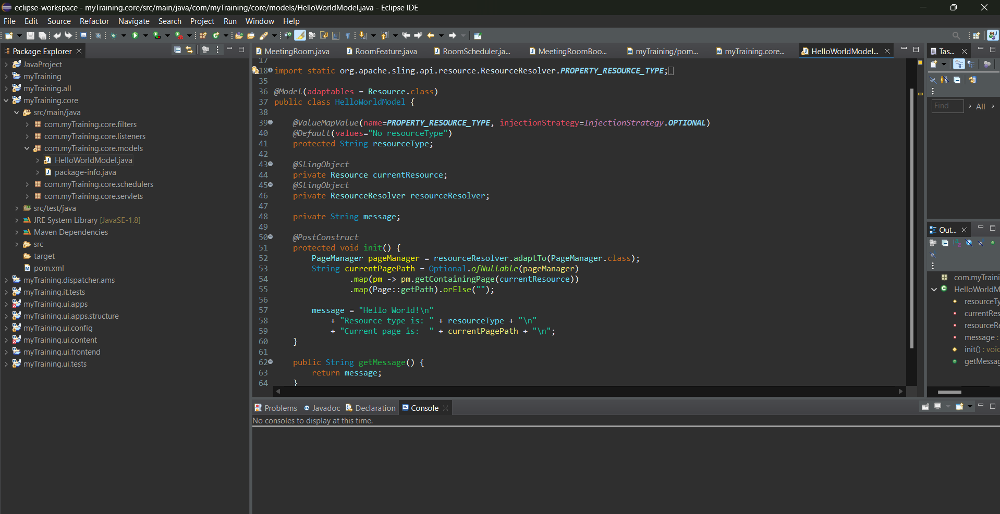 eclipse-workspace - myTraining.core/src/main/java/com/myTraining/core/models/HelloWorldModel.java - Eclipse IDE
File Edit Source Refactor Navigate Search Project Run Window Help
Package Explorer
JavaProject
myTraining
myTraining.all
myTraining.core
src/main/java
com.myTraining.core.filters
com.myTraining.core.listeners
com.myTraining.core.models
HelloWorldModel.java
package-info.java
com.myTraining.core.schedulers
com.myTraining.core.servlets
src/test/java
JRE System Library [JavaSE-1.8]
Maven Dependencies
src
target
pom.xml
myTraining.dispatcher.ams
myTraining.it.tests
myTraining.ui.apps
myTraining.ui.apps.structure
myTraining.ui.config
myTraining.ui.content
myTraining.ui.frontend
myTraining.ui.tests
MeetingRoom.java RoomFeature.java RoomScheduler.ja... MeetingRoomBoo... myTraining/pom... myTraining.core... HelloWorldModel...
17
18 import static org.apache.sling.api.resource.ResourceResolver.PROPERTY_RESOURCE_TYPE;
35
36 @Model(adaptables = Resource.class)
37 public class HelloWorldModel {
38
39 @ValueMapValue(name=PROPERTY_RESOURCE_TYPE, injectionStrategy=InjectionStrategy.OPTIONAL)
40 @Default(values="No resourceType")
41 protected String resourceType;
42
43 @SlingObject
44 private Resource currentResource;
45 @SlingObject
46 private ResourceResolver resourceResolver;
47
48 private String message;
49
50 @PostConstruct
51 protected void init() {
52 PageManager pageManager = resourceResolver.adaptTo(PageManager.class);
53 String currentPagePath = Optional.ofNullable(pageManager)
54 .map(pm -> pm.getContainingPage(currentResource))
55 .map(Page::getPath).orElse("");
56
57 message = "Hello World!\n"
58 + "Resource type is: " + resourceType + "\n"
59 + "Current page is:  " + currentPagePath + "\n";
60 }
61
62 public String getMessage() {
63 return message;
64 }
Problems Javadoc Declaration Console
No consoles to display at this time.
Tas...
Find All
Out...
com.myTraini
HelloWorldM
resourceTy
currentRes
resourceRe
message :
init() : void
getMessag